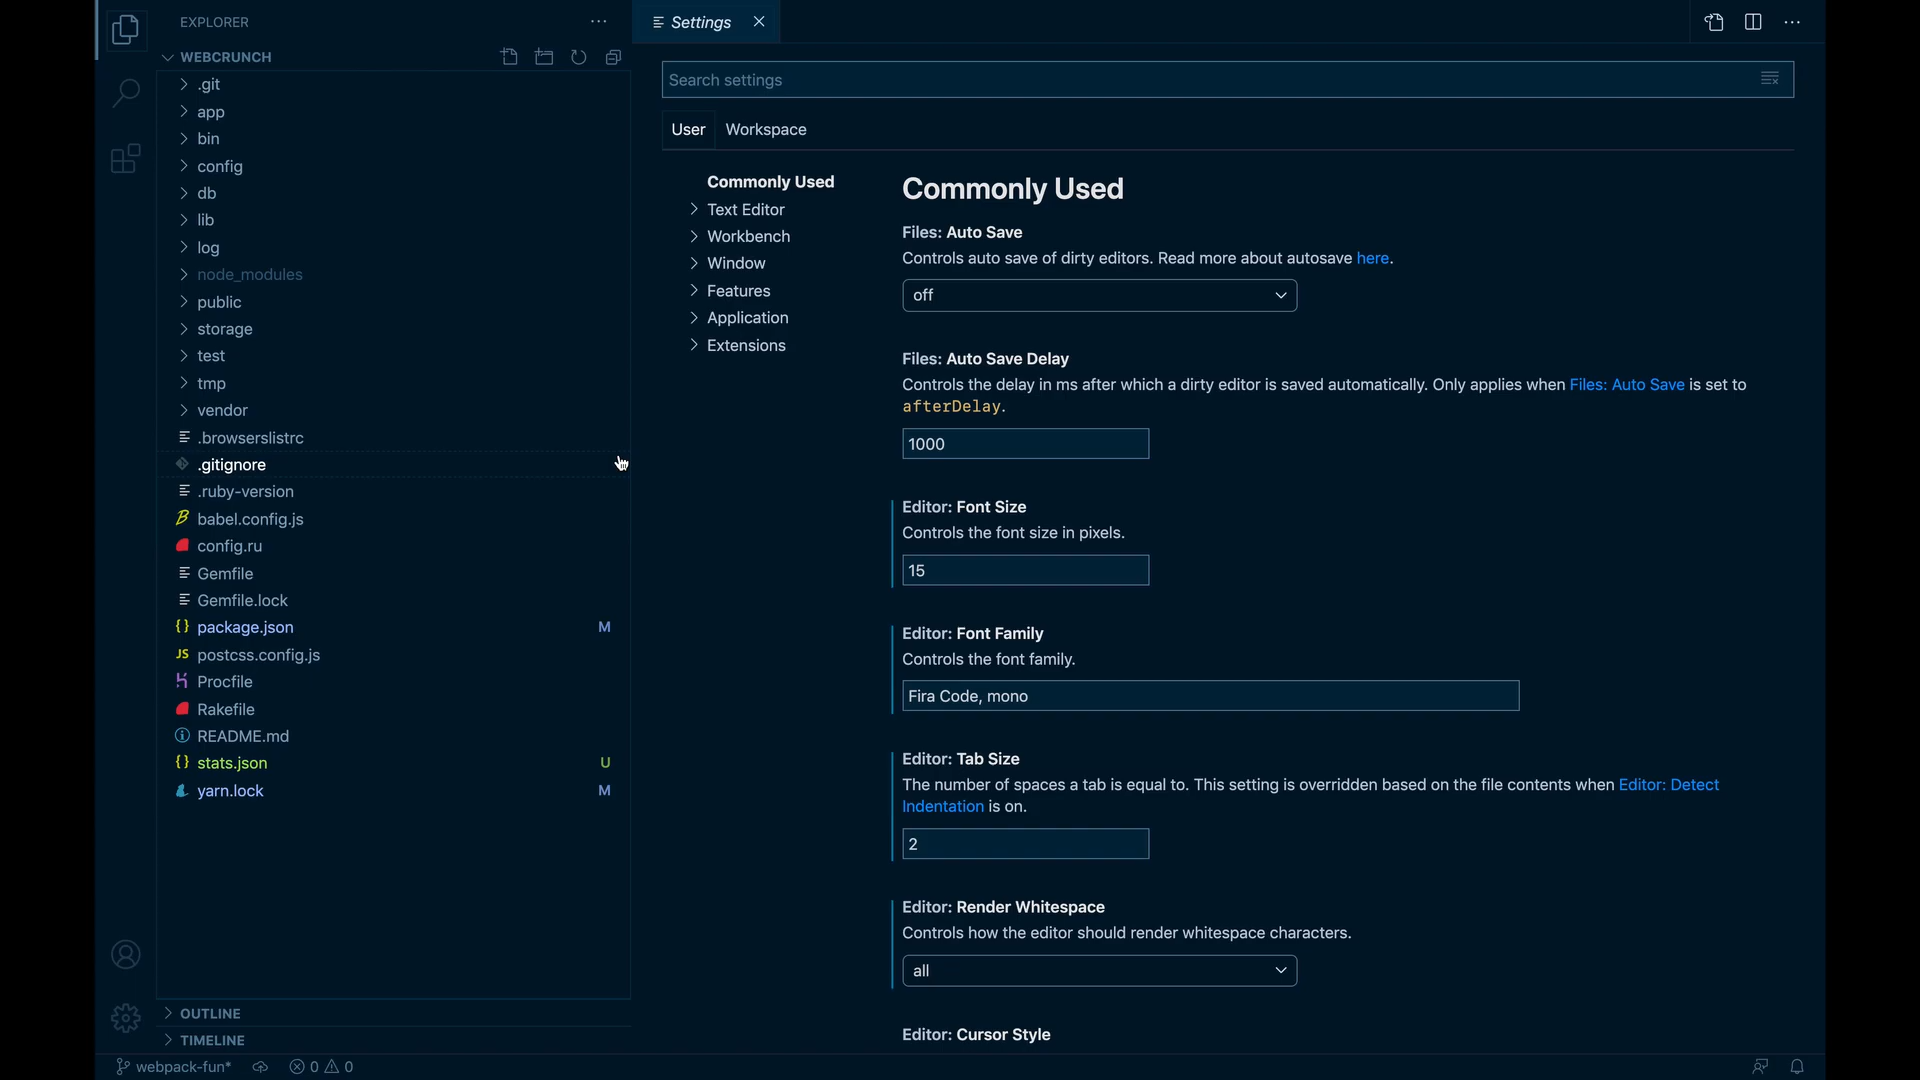 EXPLORER
WEBCRUNCH
.git
app
bin
config
db
lib
log
node_modules
public
storage
test
tmp
vendor
.browserslistrc
.gitignore
.ruby-version
babel.config.js
config.ru
Gemfile
Gemfile.lock
package.json M
JS postcss.config.js
Procfile
Rakefile
README.md
stats.json U
yarn.lock M
OUTLINE
TIMELINE
Settings
Search settings
User Workspace
Commonly Used
Text Editor
Workbench
Window
Features
Application
Extensions
Commonly Used
Files: Auto Save
Controls auto save of dirty editors. Read more about autosave here.
off
Files: Auto Save Delay
Controls the delay in ms after which a dirty editor is saved automatically. Only applies when Files: Auto Save is set to
afterDelay.
1000
Editor: Font Size
Controls the font size in pixels.
15
Editor: Font Family
Controls the font family.
Fira Code, mono
Editor: Tab Size
The number of spaces a tab is equal to. This setting is overridden based on the file contents when Editor: Detect
Indentation is on.
2
Editor: Render Whitespace
Controls how the editor should render whitespace characters.
all
Editor: Cursor Style
webpack-fun* 0 0